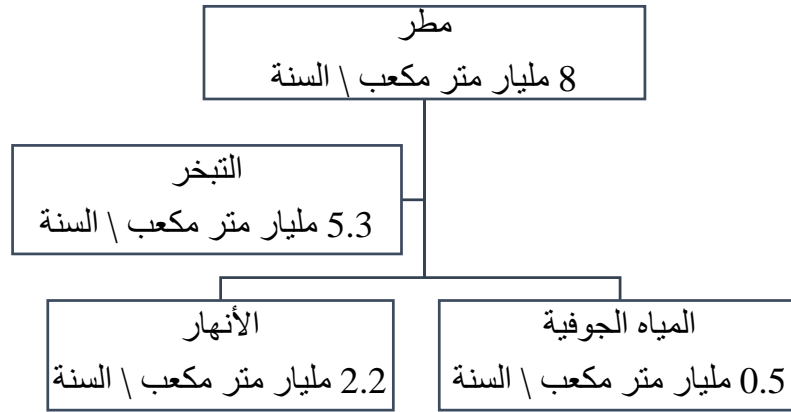 مطر
8 مليار متر مكعب \ السنة
التبخر
5.3 مليار متر مكعب \ السنة
المياه الجوفية
0.5 مليار متر مكعب \ السنة
الأنهار
2.2 مليار متر مكعب \ السنة